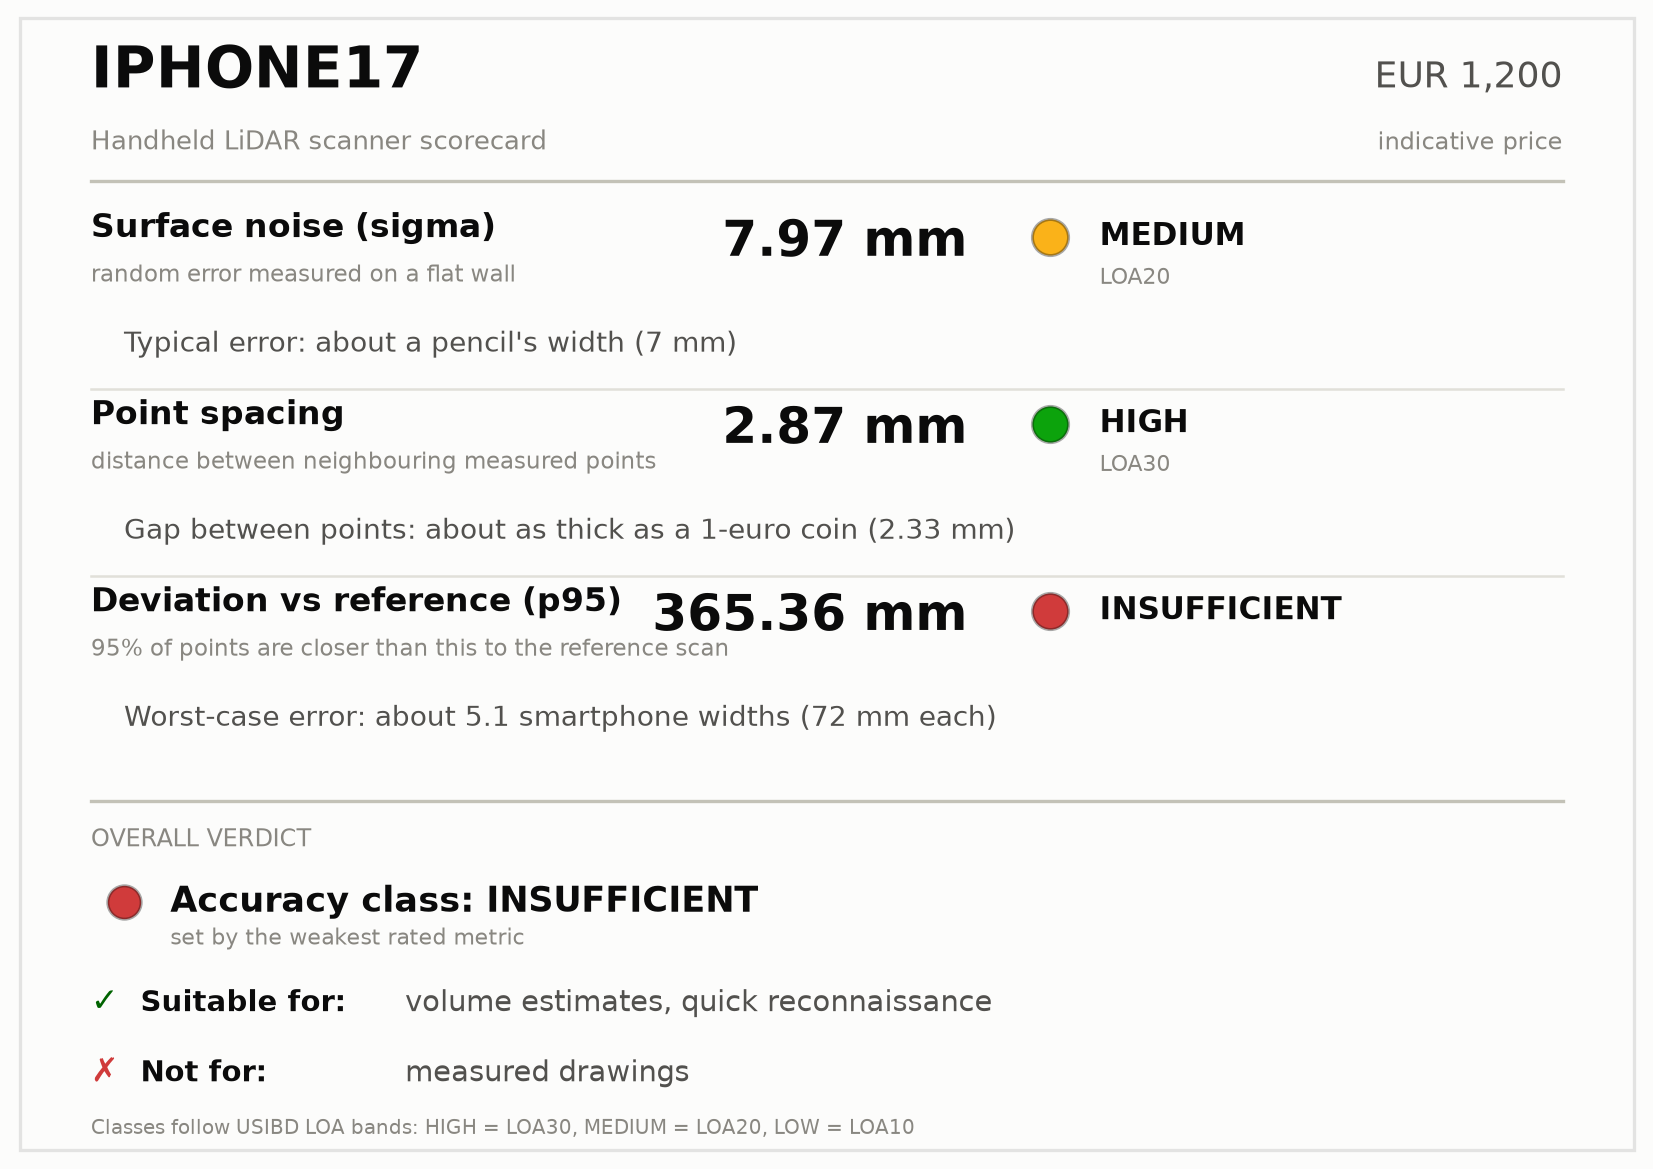 IPHONE17
EUR 1,200
Handheld LiDAR scanner scorecard
indicative price
Surface noise (sigma)
7.97 mm
MEDIUM
random error measured on a flat wall
LOA20
Typical error: about a pencil's width (7 mm)
Point spacing
2.87 mm
HIGH
distance between neighbouring measured points
LOA30
Gap between points: about as thick as a 1-euro coin (2.33 mm)
Deviation vs reference (p95)
365.36 mm
INSUFFICIENT
95% of points are closer than this to the reference scan
Worst-case error: about 5.1 smartphone widths (72 mm each)
OVERALL VERDICT
Accuracy class: INSUFFICIENT
set by the weakest rated metric
✓ Suitable for: volume estimates, quick reconnaissance
✗ Not for: measured drawings
Classes follow USIBD LOA bands: HIGH = LOA30, MEDIUM = LOA20, LOW = LOA10